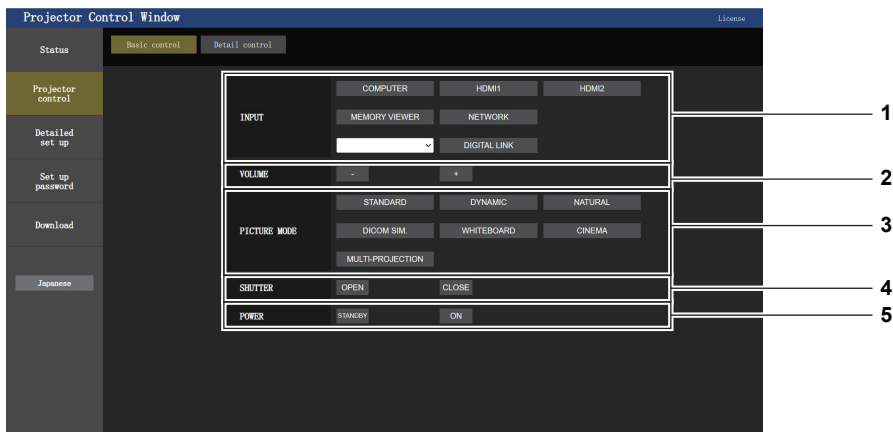 Projector Control Window
License
Status
Basic control
Detail control
Projector
control
Detailed
set up
Set up
password
Download
Japanese
INPUT
COMPUTER
HDMI1
HDMI2
MEMORY VIEWER
NETWORK
DIGITAL LINK
1
VOLUME
-
+
2
PICTURE MODE
STANDARD
DYNAMIC
NATURAL
DICOM SIM.
WHITEBOARD
CINEMA
MULTI-PROJECTION
3
SHUTTER
OPEN
CLOSE
4
POWER
STANDBY
ON
5